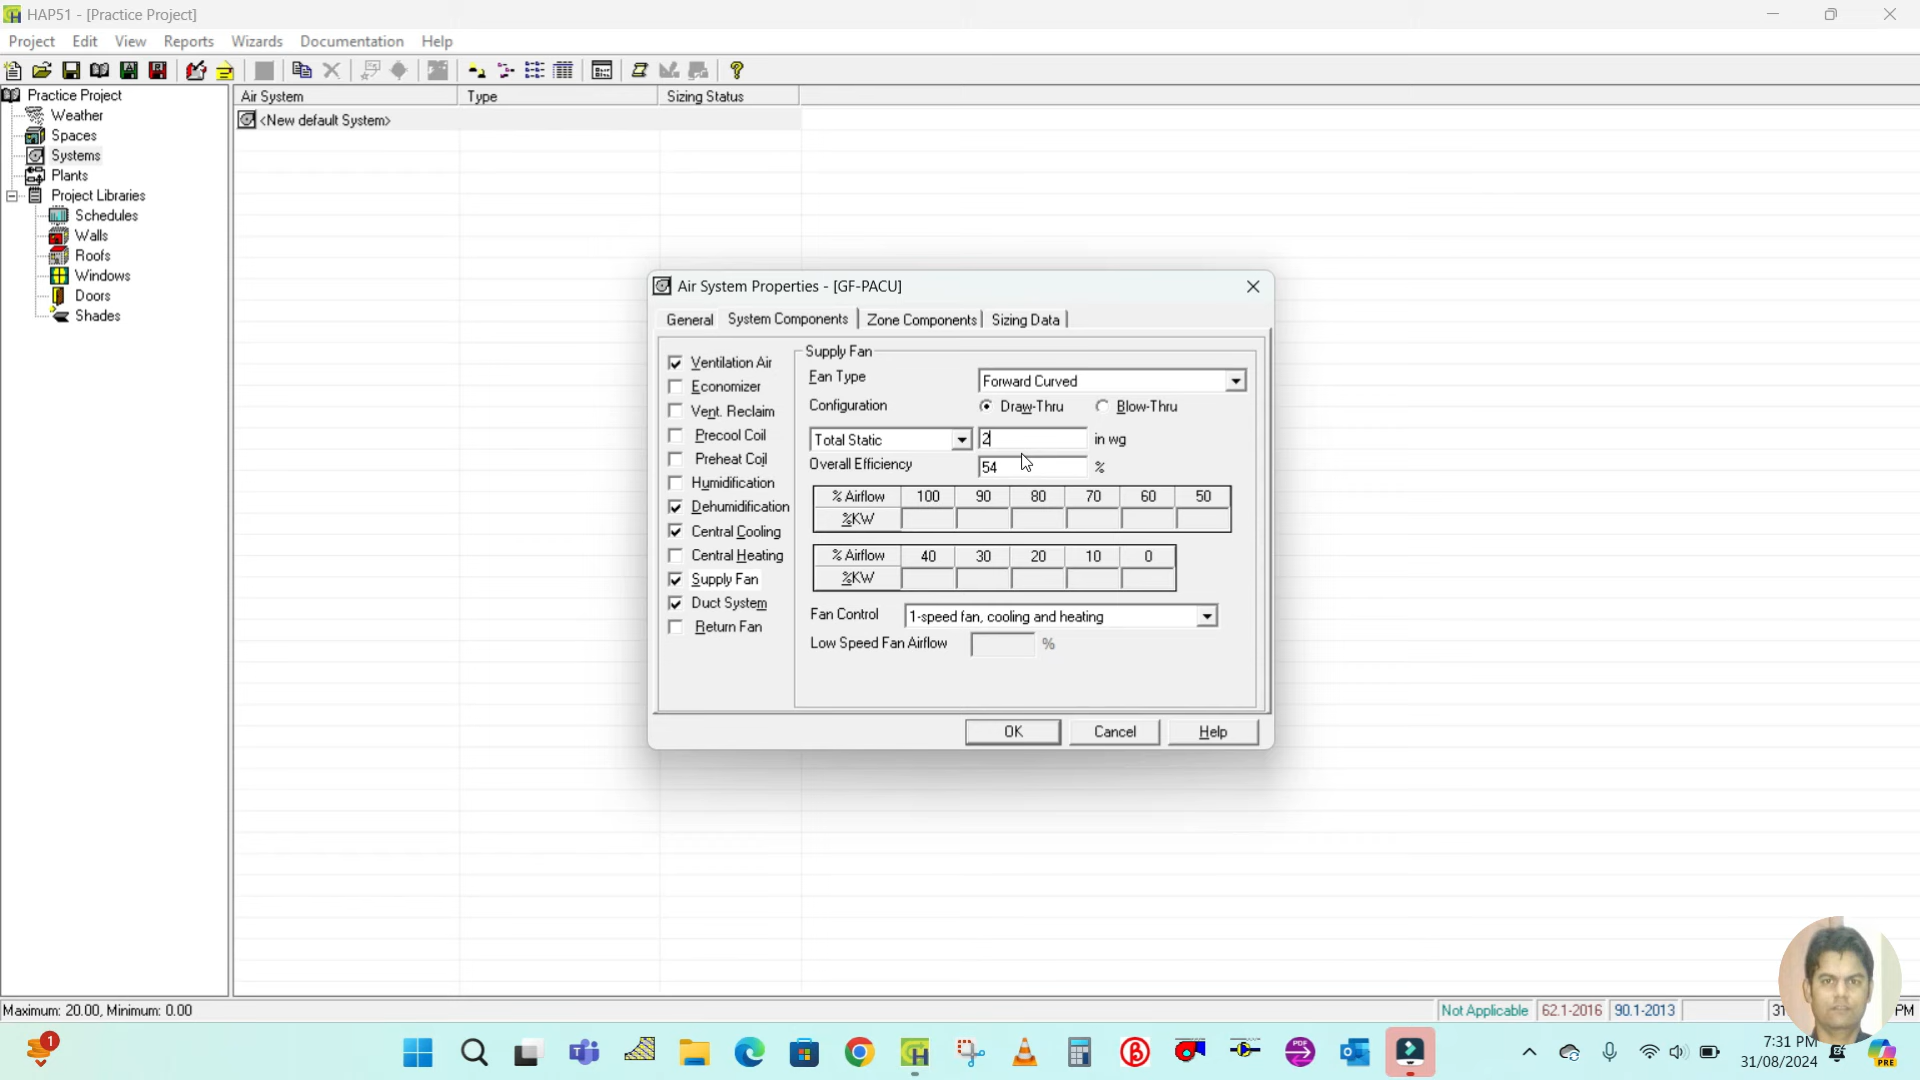 HAP51 - [Practice Project]
Project Edit View Reports Wizards Documentation Help
Practice Project
Weather
Spaces
Systems
Plants
Project Libraries
Schedules
Walls
Roofs
Windows
Doors
Shades
Air System Type Sizing Status
<New default System>
Air System Properties - [GF-PACU]
General System Components Zone Components Sizing Data
Ventilation Air
Economizer
Vent. Reclaim
Precool Coil
Preheat Coil
Humidification
Dehumidification
Central Cooling
Central Heating
Supply Fan
Duct System
Return Fan
Supply Fan
Fan Type Forward Curved
Configuration Draw-Thru Blow-Thru
Total Static 2 in wg
Overall Efficiency 54 %
% Airflow 100 90 80 70 60 50
%KW
% Airflow 40 30 20 10 0
%KW
Fan Control 1-speed fan, cooling and heating
Low Speed Fan Airflow %
OK Cancel Help
Maximum: 20.00, Minimum: 0.00 Not Applicable 62.1-2016 90.1-2013 PM
1
PDF
7:31 PM
31/08/2024
PRE